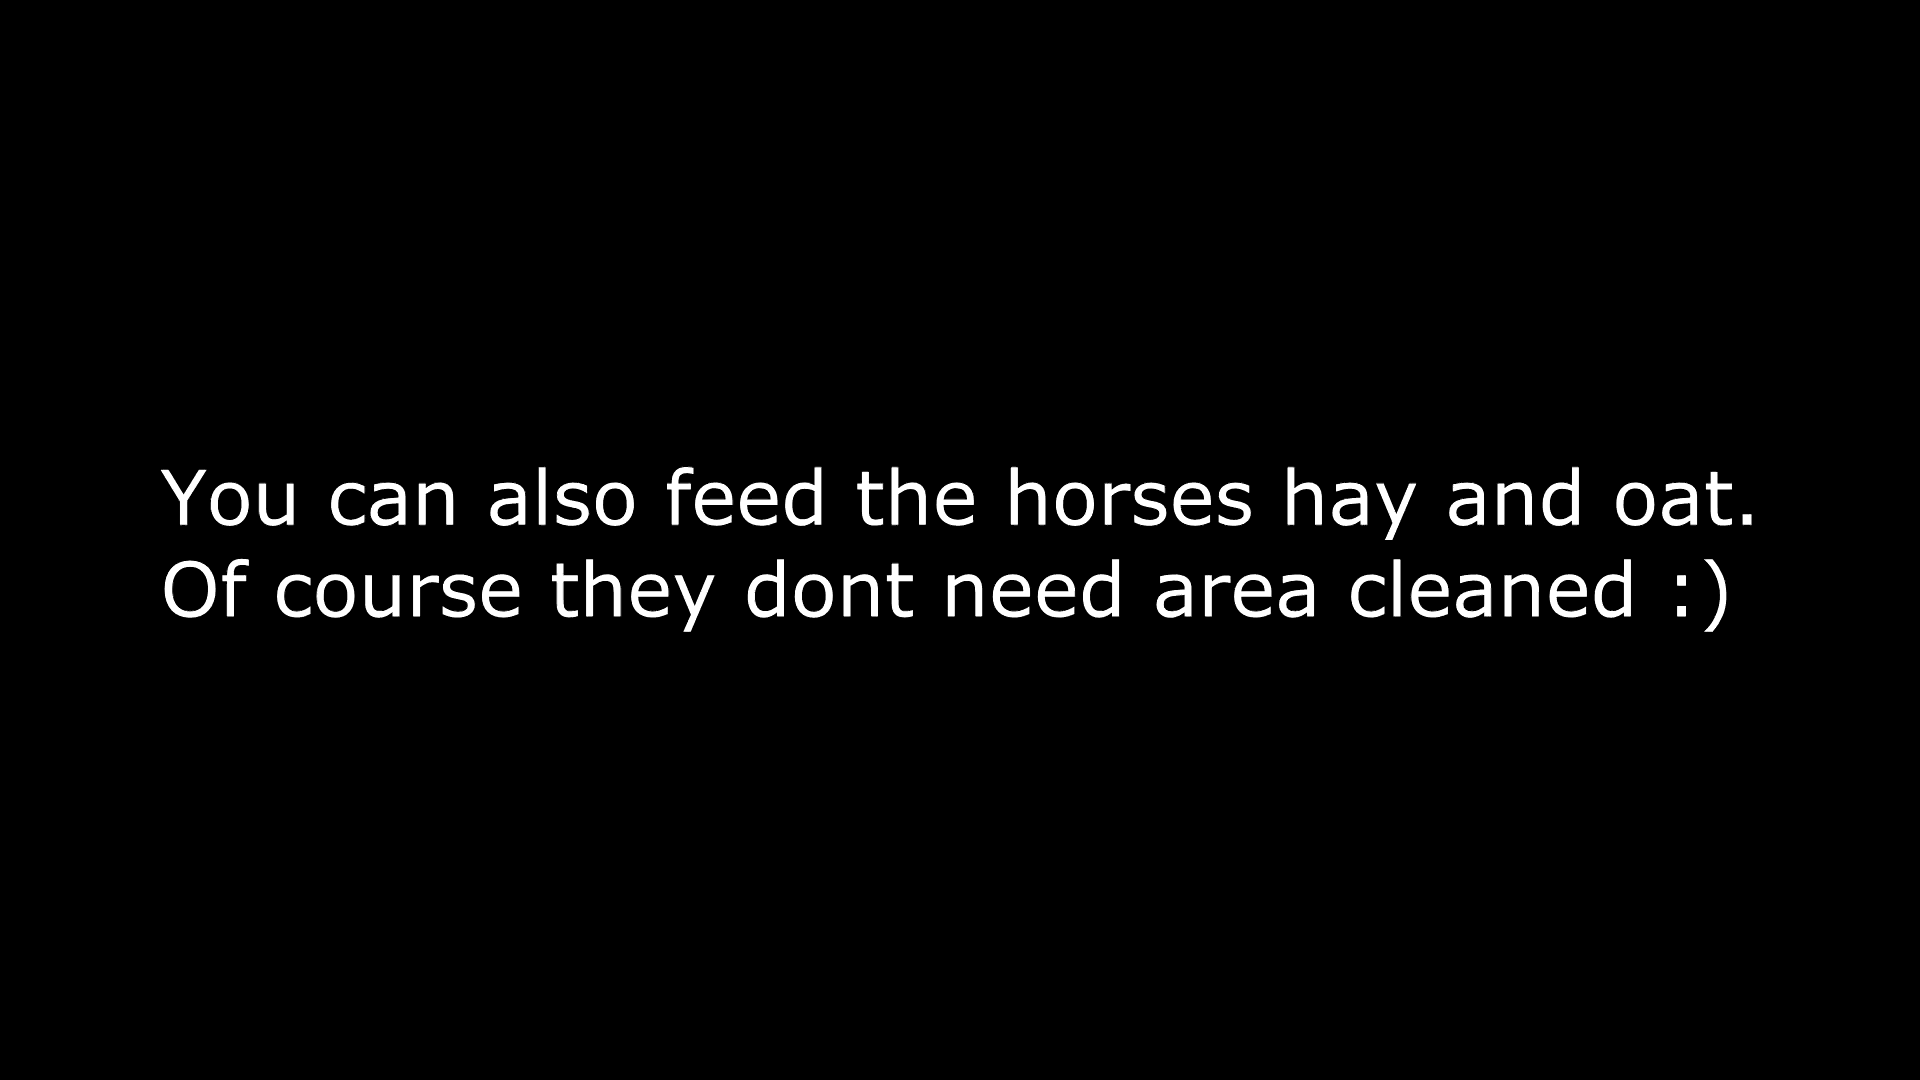 You can also feed the horses hay and oat.
Of course they dont need area cleaned :)